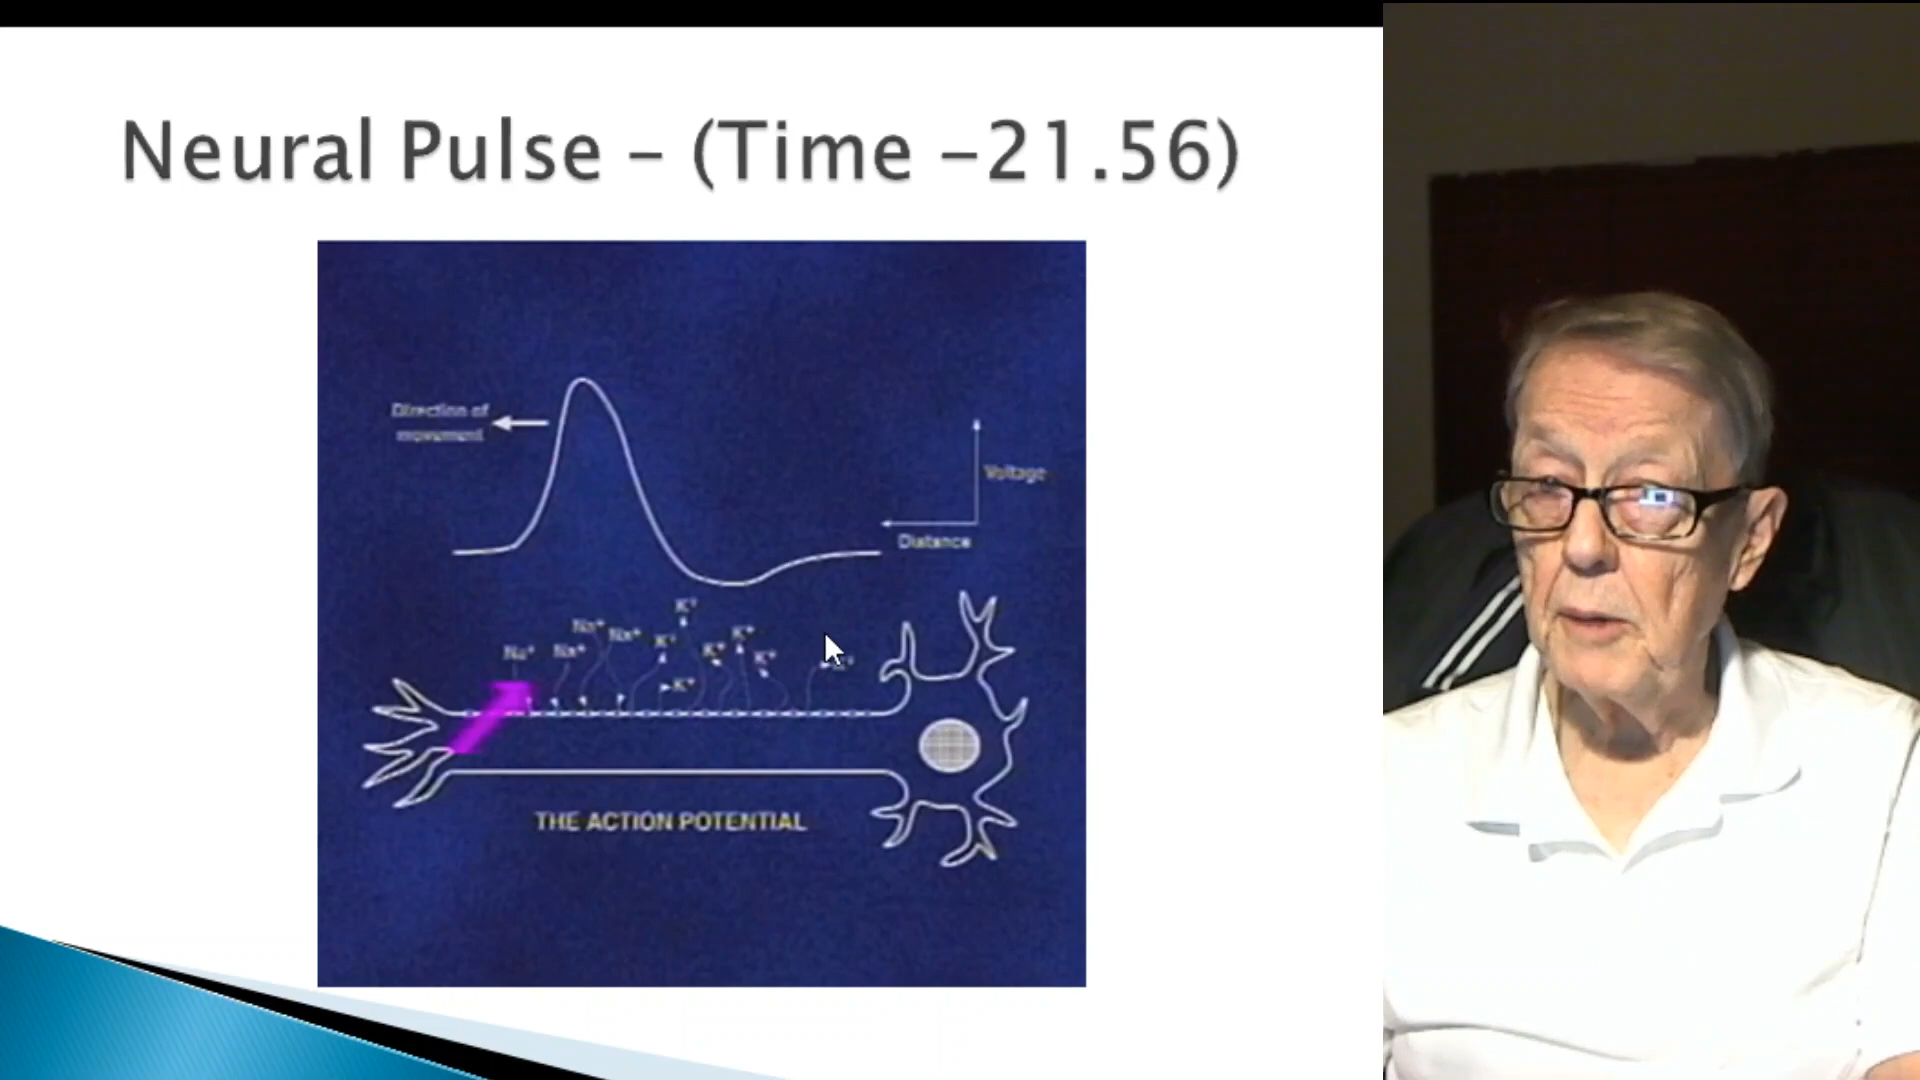 Neural Pulse – (Time –21.56)
Direction of
movement
Voltage
Distance
K⁺
Na⁺ Na⁺ K⁺ K⁺ K⁺
Na⁺ Na⁺ K⁺
K⁺
THE ACTION POTENTIAL